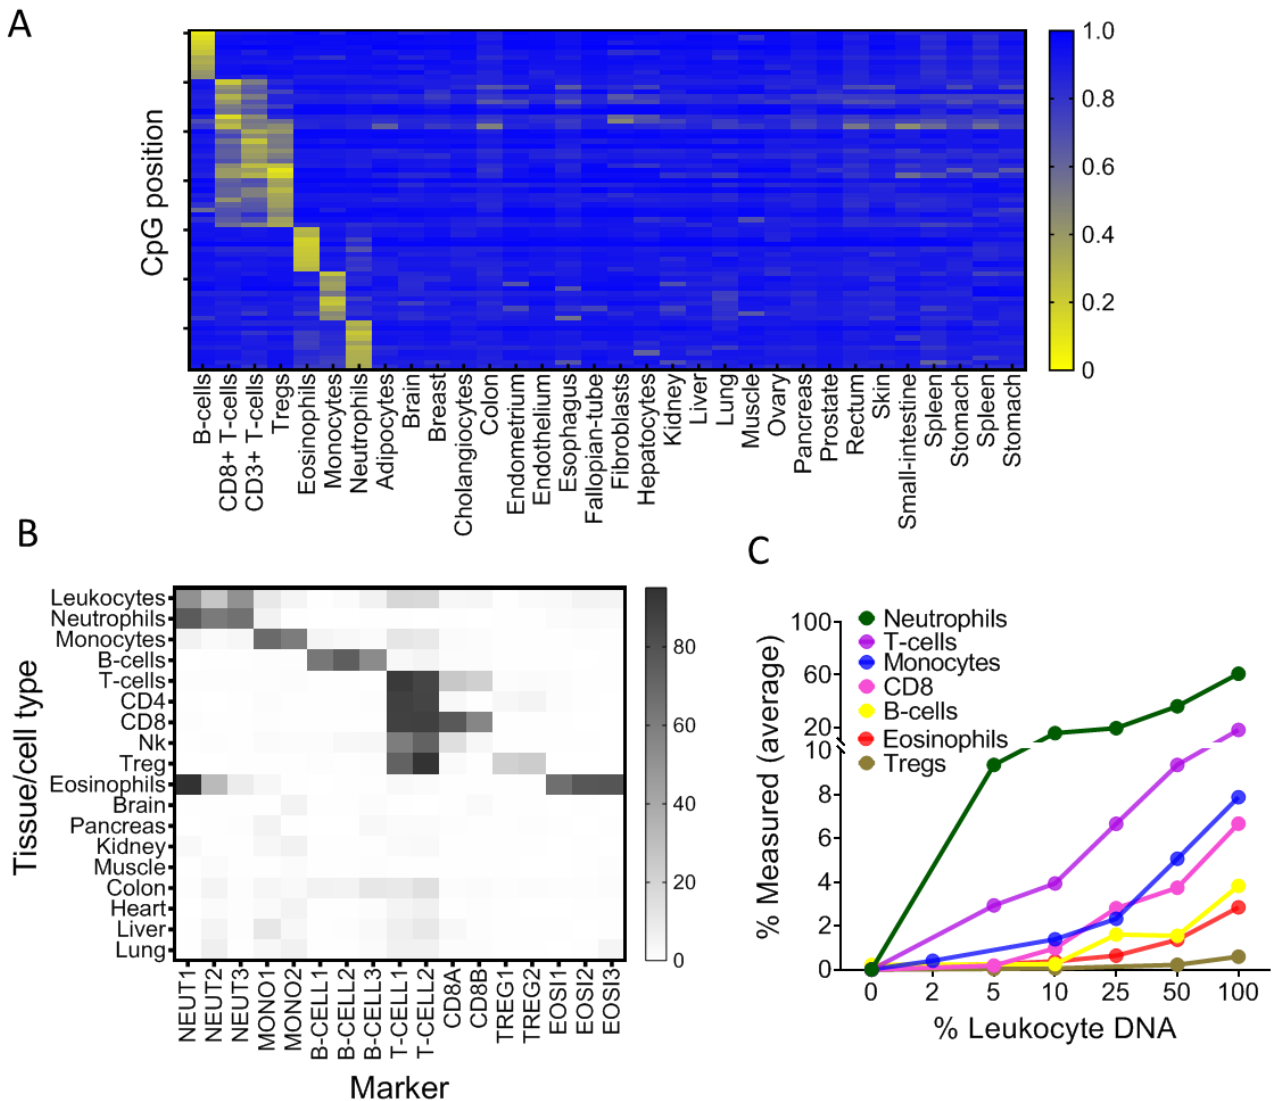 A
CpG position
1.0
0.8
0.6
0.4
0.2
0
B-cells
CD8+ T-cells
CD3+ T-cells
Tregs
Eosinophils
Monocytes
Neutrophils
Adipocytes
Brain
Breast
Cholangiocytes
Colon
Endometrium
Endothelium
Esophagus
Fallopian-tube
Fibroblasts
Hepatocytes
Kidney
Liver
Lung
Muscle
Ovary
Pancreas
Prostate
Rectum
Skin
Small-intestine
Spleen
Stomach
Spleen
Stomach
B
Tissue/cell type
Leukocytes
Neutrophils
Monocytes
B-cells
T-cells
CD4
CD8
Nk
Treg
Eosinophils
Brain
Pancreas
Kidney
Muscle
Colon
Heart
Liver
Lung
80
60
40
20
0
NEUT1
NEUT2
NEUT3
MONO1
MONO2
B-CELL1
B-CELL2
B-CELL3
T-CELL1
T-CELL2
CD8A
CD8B
TREG1
TREG2
EOSI1
EOSI2
EOSI3
Marker
C
% Measured (average)
100
60
20
10
8
6
4
2
0
Neutrophils
T-cells
Monocytes
CD8
B-cells
Eosinophils
Tregs
0 2 5 10 25 50 100
% Leukocyte DNA